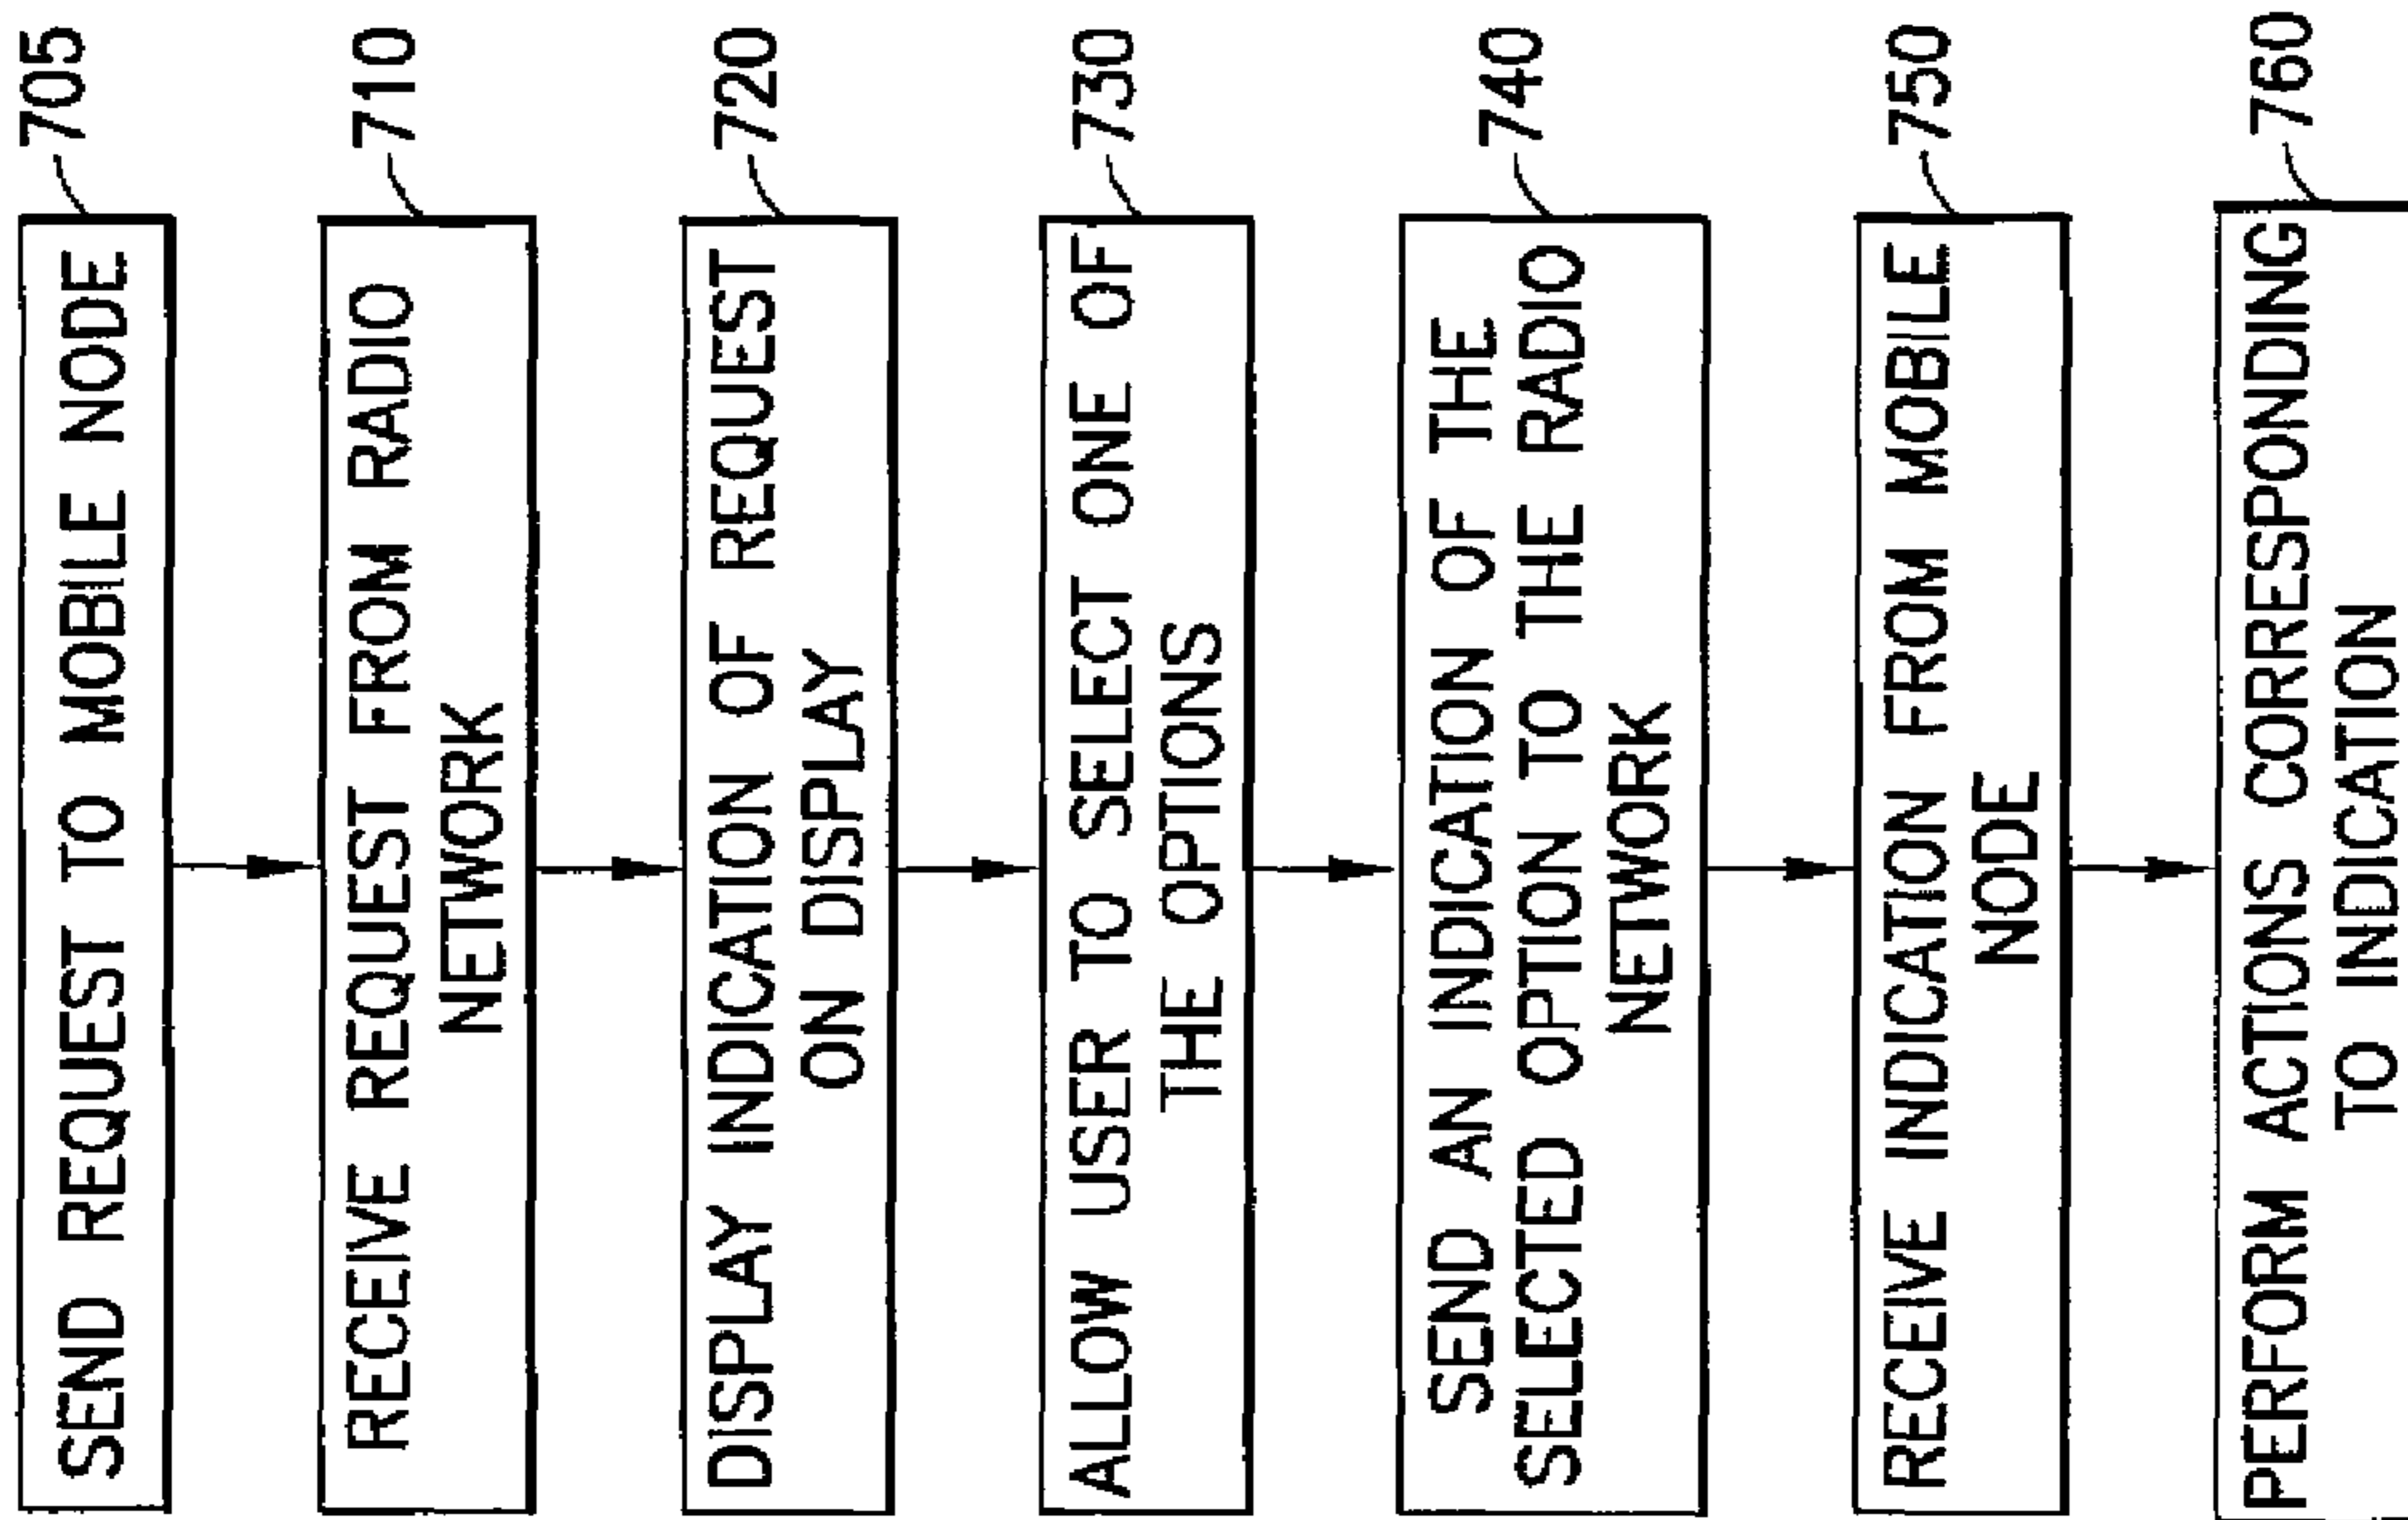 SEND REQUEST TO MOBILE NODE
705
RECEIVE REQUEST FROM RADIO
NETWORK
710
DISPLAY INDICATION OF REQUEST
ON DISPLAY
720
ALLOW USER TO SELECT ONE OF
THE OPTIONS
730
SEND AN INDICATION OF THE
SELECTED OPTION TO THE RADIO
NETWORK
740
RECEIVE INDICATION FROM MOBILE
NODE
750
PERFORM ACTIONS CORRESPONDING
TO INDICATION
760